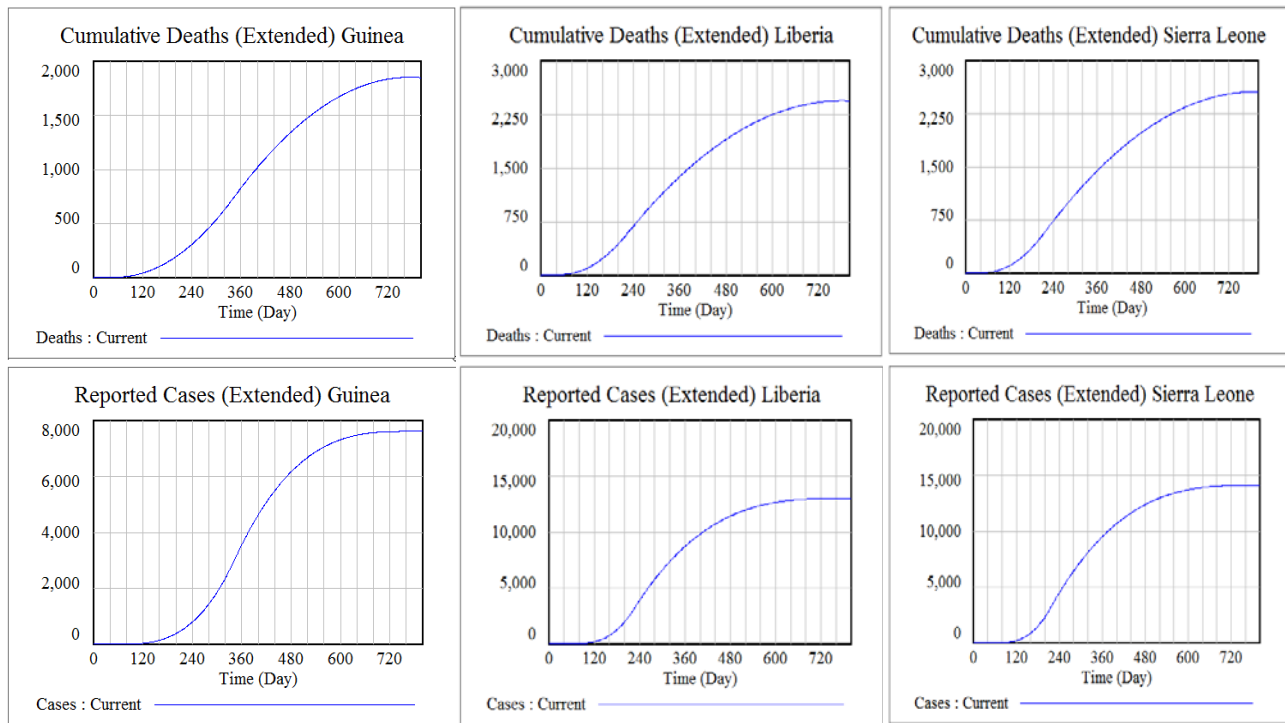 Cumulative Deaths (Extended) Guinea
2,000
1,500
1,000
500
0
0 120 240 360 480 600 720
Time (Day)
Deaths : Current
Cumulative Deaths (Extended) Liberia
3,000
2,250
1,500
750
0
0 120 240 360 480 600 720
Time (Day)
Deaths : Current
Cumulative Deaths (Extended) Sierra Leone
3,000
2,250
1,500
750
0
0 120 240 360 480 600 720
Time (Day)
Deaths : Current
Reported Cases (Extended) Guinea
8,000
6,000
4,000
2,000
0
0 120 240 360 480 600 720
Time (Day)
Cases : Current
Reported Cases (Extended) Liberia
20,000
15,000
10,000
5,000
0
0 120 240 360 480 600 720
Time (Day)
Cases : Current
Reported Cases (Extended) Sierra Leone
20,000
15,000
10,000
5,000
0
0 120 240 360 480 600 720
Time (Day)
Cases : Current